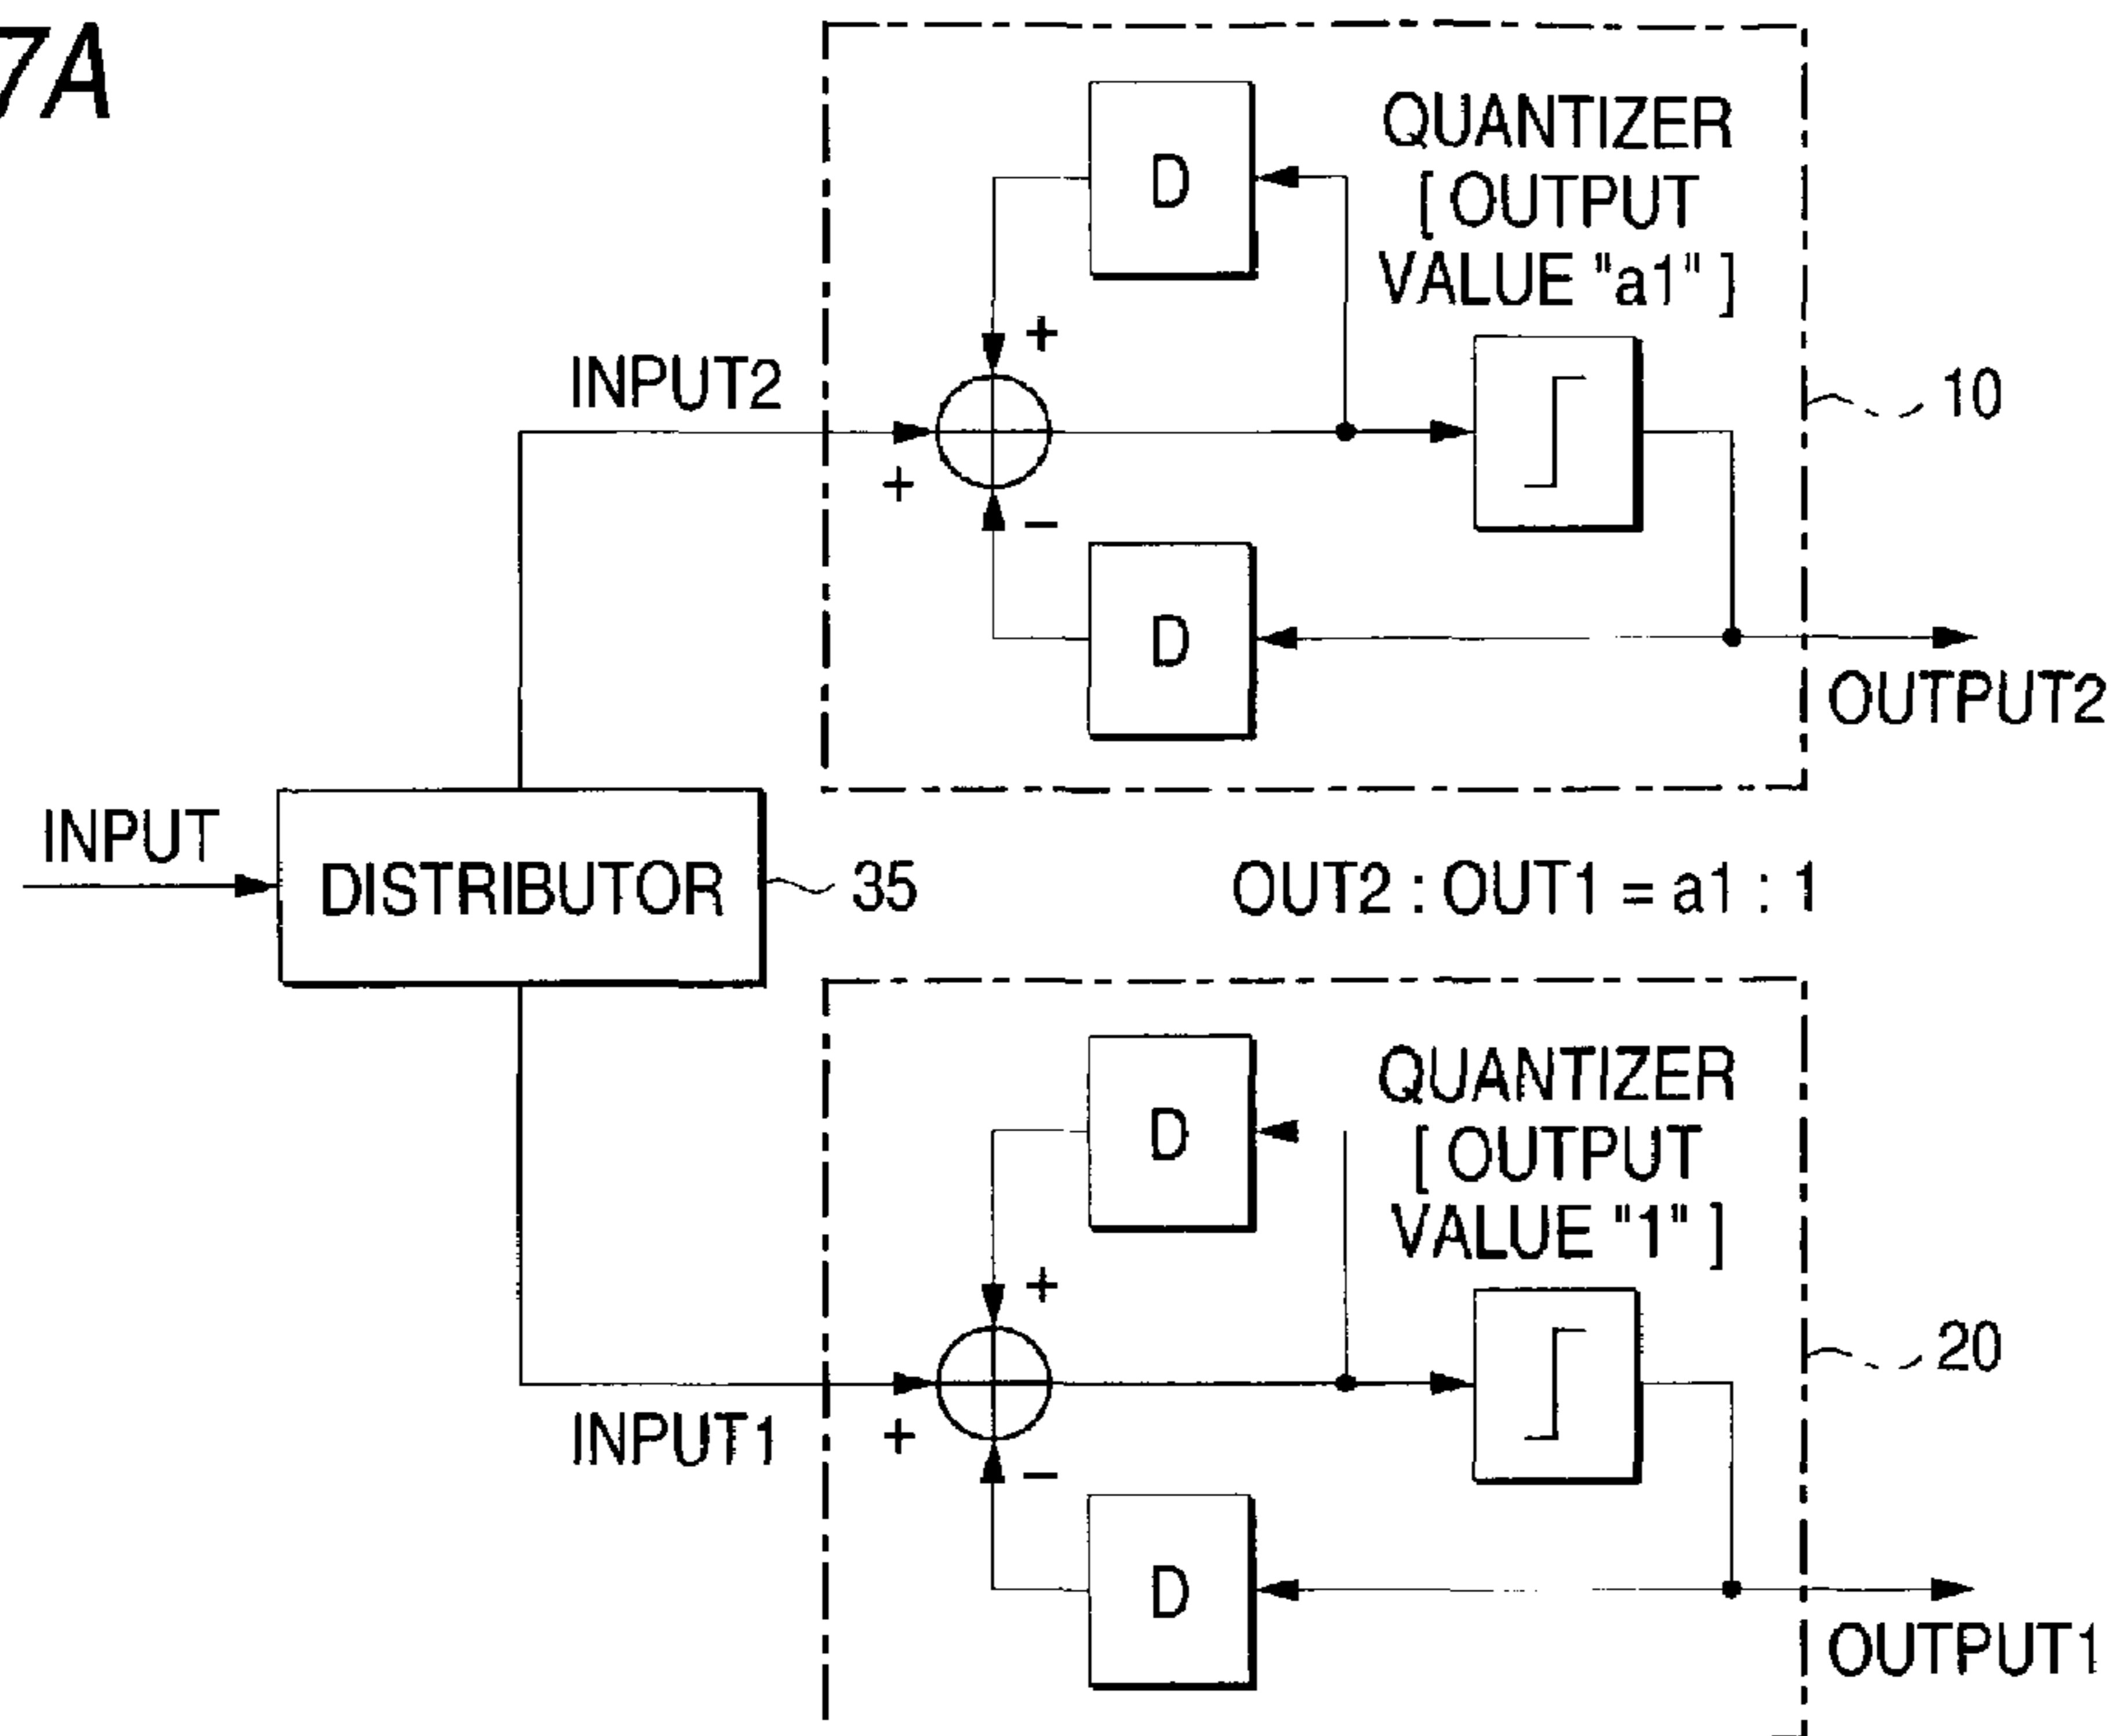 7A
QUANTIZER
[ OUTPUT
VALUE "a1" ]
D
+
INPUT2
+
10
−
D
OUTPUT2
INPUT
DISTRIBUTOR
35
OUT2 : OUT1 = a1 : 1
QUANTIZER
[ OUTPUT
VALUE "1" ]
D
+
20
INPUT1
+
−
D
OUTPUT1